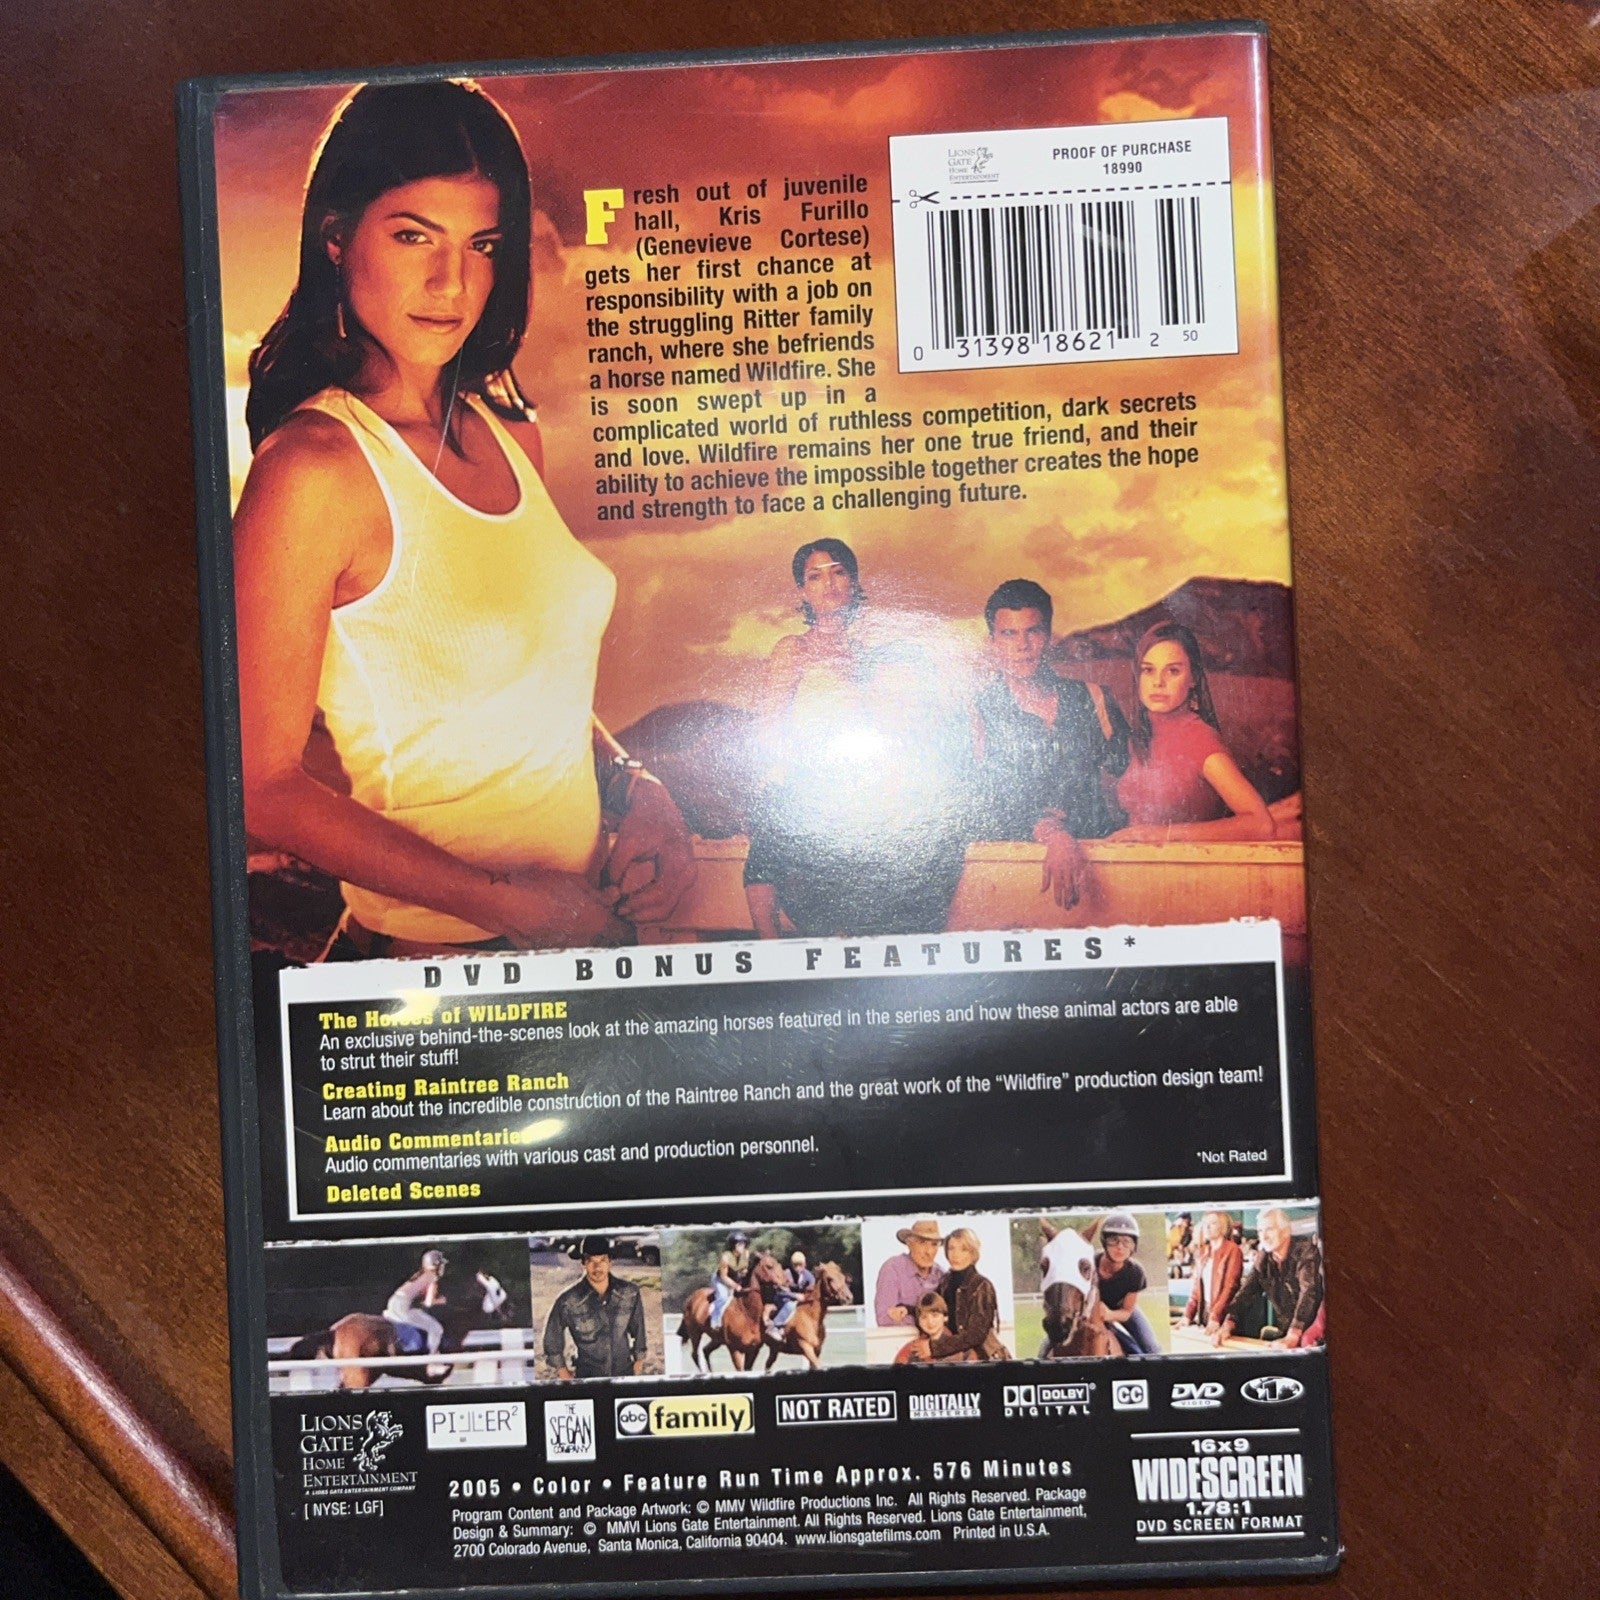 LIONS
GATE
HOME
ENTERTAINMENT
PROOF OF PURCHASE
18990
0 31398 18621 2 50
Fresh out of juvenile
hall, Kris Furillo
(Genevieve Cortese)
gets her first chance at
responsibility with a job on
the struggling Ritter family
ranch, where she befriends
a horse named Wildfire. She
is soon swept up in a
complicated world of ruthless competition, dark secrets
and love. Wildfire remains her one true friend, and their
ability to achieve the impossible together creates the hope
and strength to face a challenging future.
DVD BONUS FEATURES*
The Horses of WILDFIRE
An exclusive behind-the-scenes look at the amazing horses featured in the series and how these animal actors are able
to strut their stuff!
Creating Raintree Ranch
Learn about the incredible construction of the Raintree Ranch and the great work of the “Wildfire” production design team!
Audio Commentaries
Audio commentaries with various cast and production personnel.
*Not Rated
Deleted Scenes
LIONS
GATE
HOME
ENTERTAINMENT
A LIONS GATE ENTERTAINMENT COMPANY
[ NYSE: LGF]
PILLER²
THE
SEGAN
COMPANY
abc family
NOT RATED
DIGITALLY
MASTERED
DOLBY
DIGITAL
CC
DVD
VIDEO
1
2005 • Color • Feature Run Time Approx. 576 Minutes
Program Content and Package Artwork: © MMV Wildfire Productions Inc. All Rights Reserved. Package
Design & Summary: © MMVI Lions Gate Entertainment. All Rights Reserved. Lions Gate Entertainment,
2700 Colorado Avenue, Santa Monica, California 90404. www.lionsgatefilms.com Printed in U.S.A.
16x9
WIDESCREEN
1.78:1
DVD SCREEN FORMAT